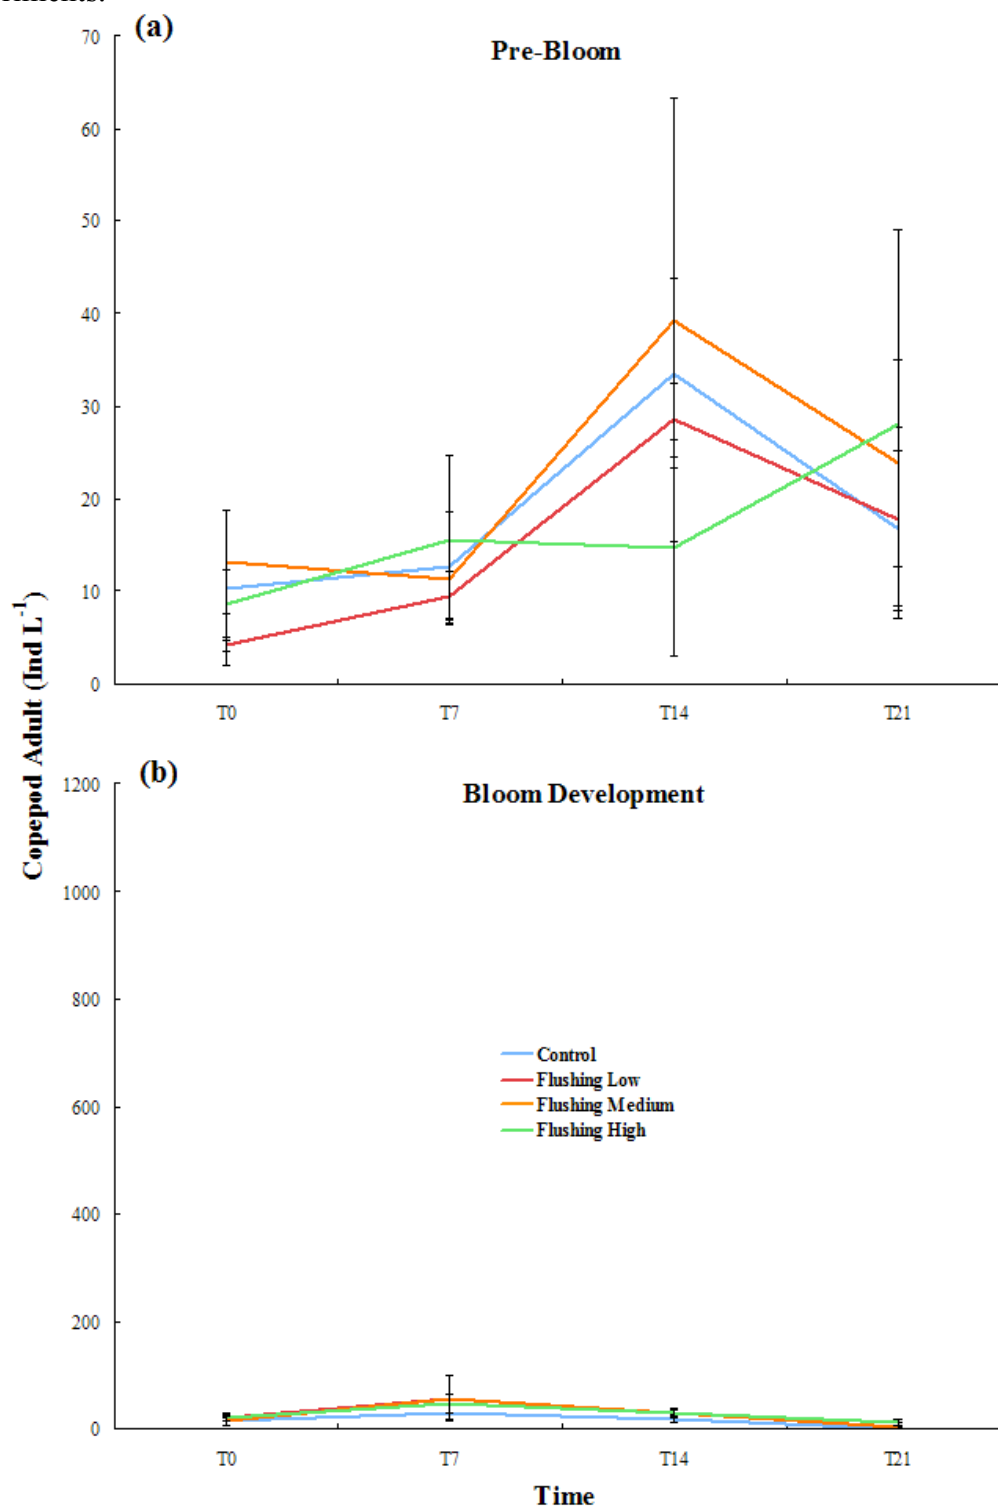 (a)
Pre-Bloom
70
60
50
40
30
20
10
0
T0 T7 T14 T21
Copepod Adult (Ind L-1)
(b)
Bloom Development
1200
1000
800
600
400
200
0
Control
Flushing Low
Flushing Medium
Flushing High
T0 T7 T14 T21
Time